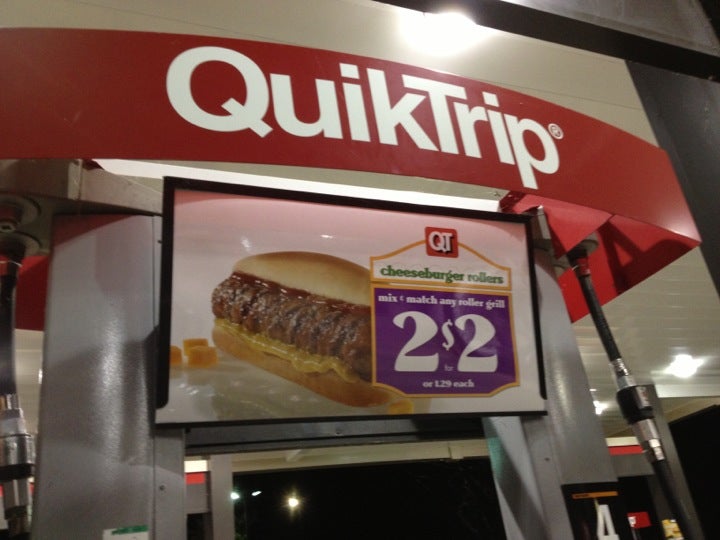 QuikTrip®
QT
cheeseburger rollers
mix & match any roller grill
2 for $2
or 1.29 each
4